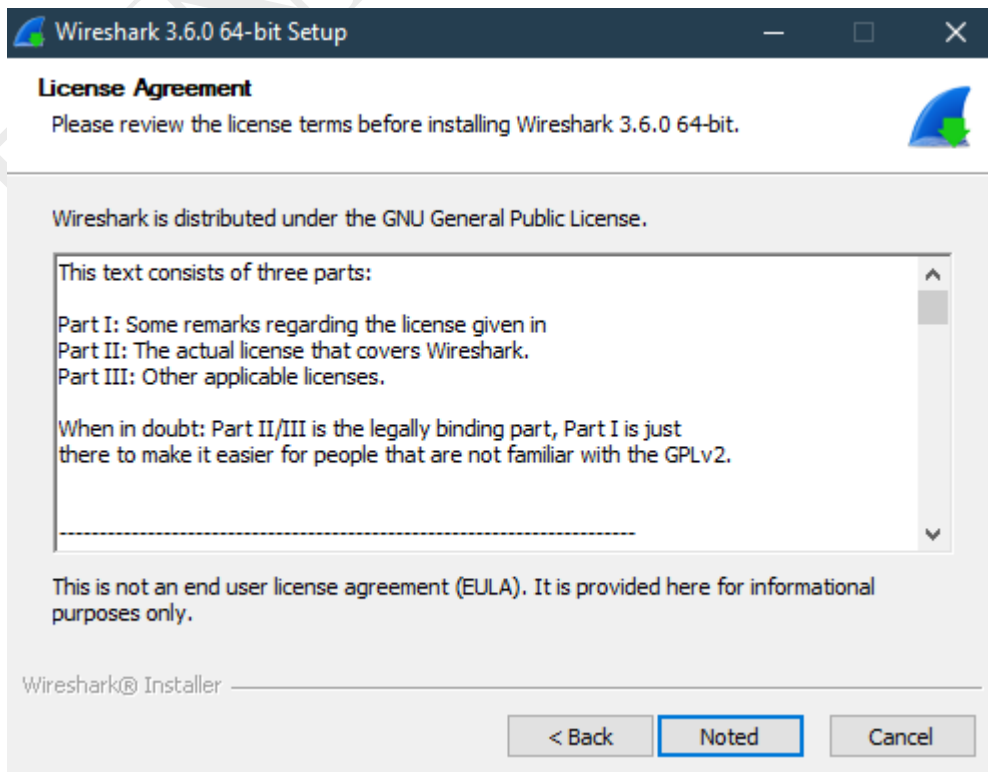 Wireshark 3.6.0 64-bit Setup
License Agreement
Please review the license terms before installing Wireshark 3.6.0 64-bit.
Wireshark is distributed under the GNU General Public License.
This text consists of three parts:
Part I: Some remarks regarding the license given in
Part II: The actual license that covers Wireshark.
Part III: Other applicable licenses.
When in doubt: Part II/III is the legally binding part, Part I is just
there to make it easier for people that are not familiar with the GPLv2.
------------------------------------------------------------------------
This is not an end user license agreement (EULA). It is provided here for informational
purposes only.
Wireshark® Installer
< Back Noted Cancel